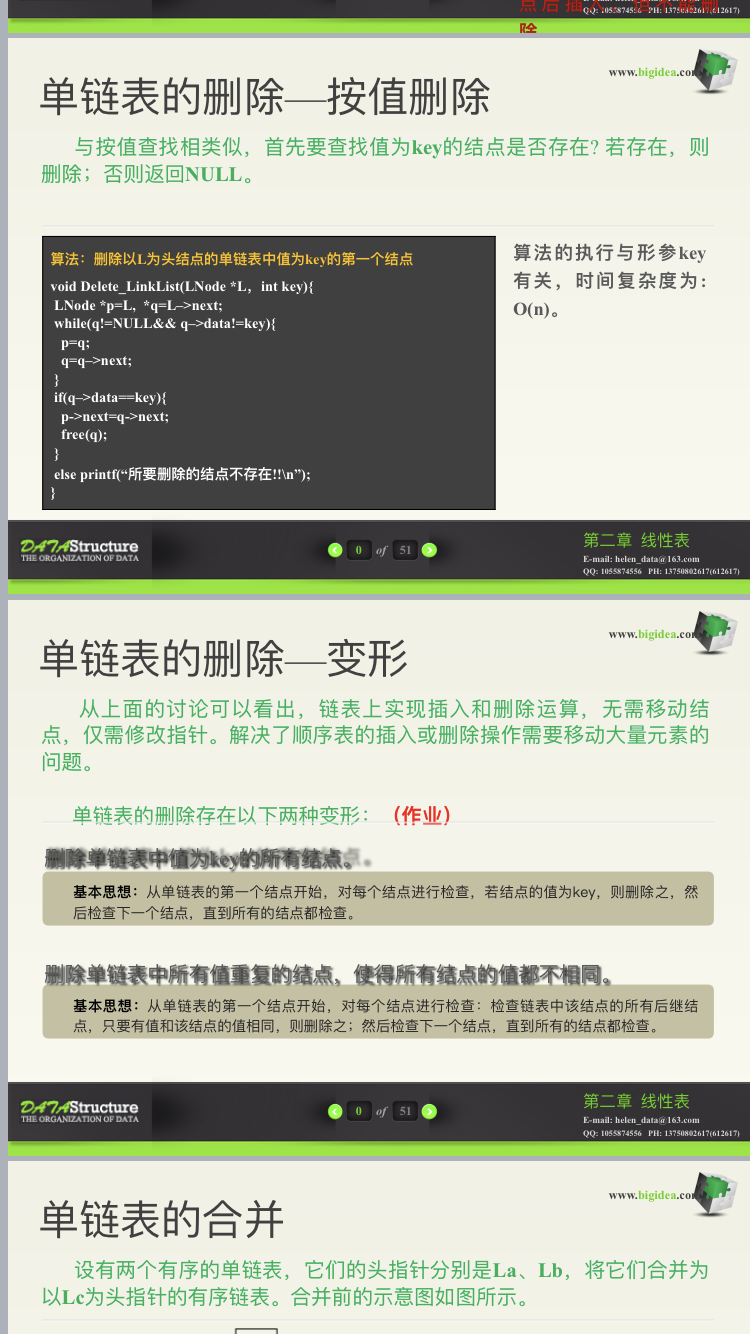 点后插入，但不能删
除
QQ: 1055874556 PH: 13750802617(612617)
www.bigidea.com
单链表的删除—按值删除
与按值查找相类似，首先要查找值为key的结点是否存在? 若存在，则
删除；否则返回NULL。
算法：删除以L为头结点的单链表中值为key的第一个结点
void Delete_LinkList(LNode *L，int key){
LNode *p=L, *q=L–>next;
while(q!=NULL&& q–>data!=key){
p=q;
q=q–>next;
}
if(q–>data==key){
p->next=q->next;
free(q);
}
else printf(“所要删除的结点不存在!!\n”);
}
算法的执行与形参key
有关，时间复杂度为：
O(n)。
DATAStructure
THE ORGANIZATION OF DATA
0 of 51
第二章 线性表
E-mail: helen_data@163.com
QQ: 1055874556 PH: 13750802617(612617)
www.bigidea.com
单链表的删除—变形
从上面的讨论可以看出，链表上实现插入和删除运算，无需移动结
点，仅需修改指针。解决了顺序表的插入或删除操作需要移动大量元素的
问题。
单链表的删除存在以下两种变形：（作业）
删除单链表中值为key的所有结点。
基本思想：从单链表的第一个结点开始，对每个结点进行检查，若结点的值为key，则删除之，然
后检查下一个结点，直到所有的结点都检查。
删除单链表中所有值重复的结点，使得所有结点的值都不相同。
基本思想：从单链表的第一个结点开始，对每个结点进行检查：检查链表中该结点的所有后继结
点，只要有值和该结点的值相同，则删除之；然后检查下一个结点，直到所有的结点都检查。
DATAStructure
THE ORGANIZATION OF DATA
0 of 51
第二章 线性表
E-mail: helen_data@163.com
QQ: 1055874556 PH: 13750802617(612617)
www.bigidea.com
单链表的合并
设有两个有序的单链表，它们的头指针分别是La、Lb，将它们合并为
以Lc为头指针的有序链表。合并前的示意图如图所示。